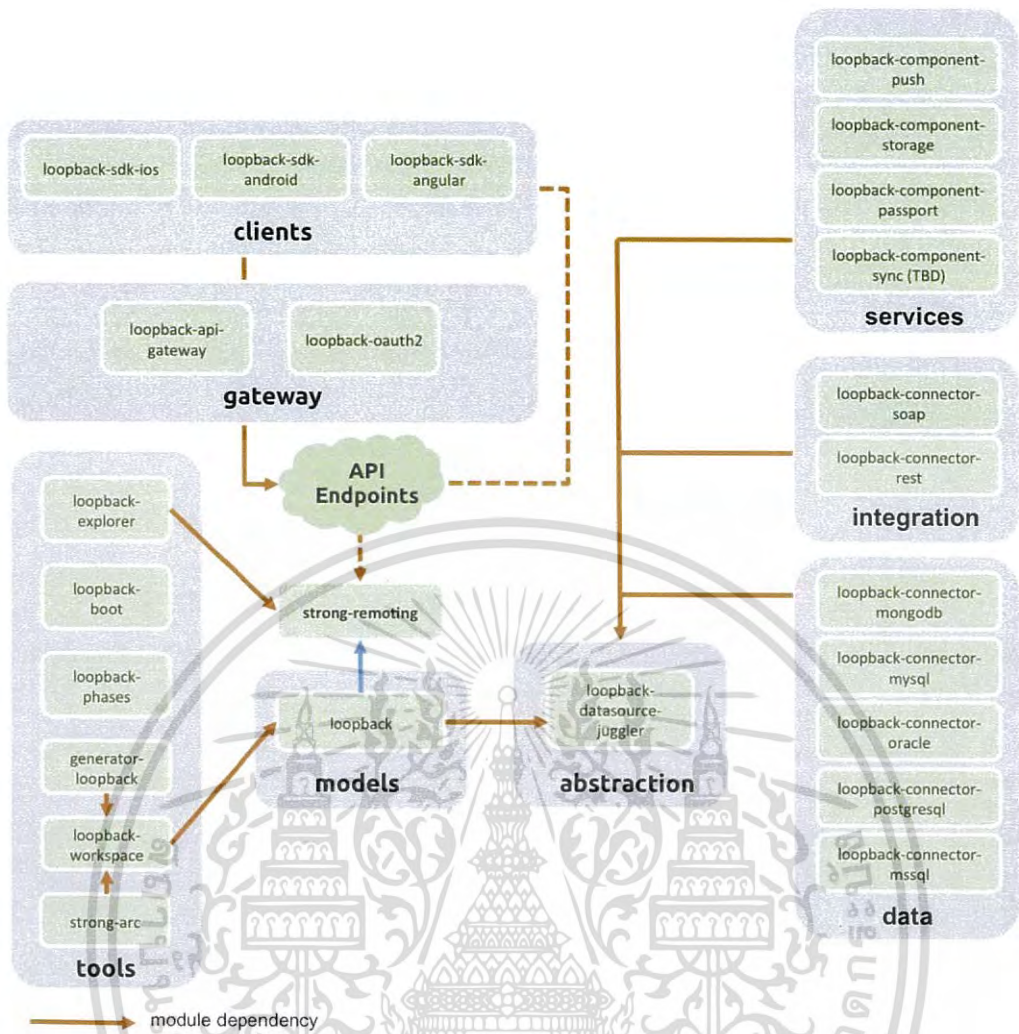 loopback-sdk-ios
loopback-sdk-
android
loopback-sdk-
angular
clients
loopback-api-
gateway
loopback-oauth2
gateway
API
Endpoints
strong-remoting
loopback-
explorer
loopback-
boot
loopback-
phases
generator-
loopback
loopback-
workspace
strong-arc
tools
loopback
models
loopback-
datasource-
juggler
abstraction
loopback-component-
push
loopback-component-
storage
loopback-component-
passport
loopback-component-
sync (TBD)
services
loopback-connector-
soap
loopback-connector-
rest
integration
loopback-connector-
mongodb
loopback-connector-
mysql
loopback-connector-
oracle
loopback-connector-
postgresql
loopback-connector-
mssql
data
module dependency